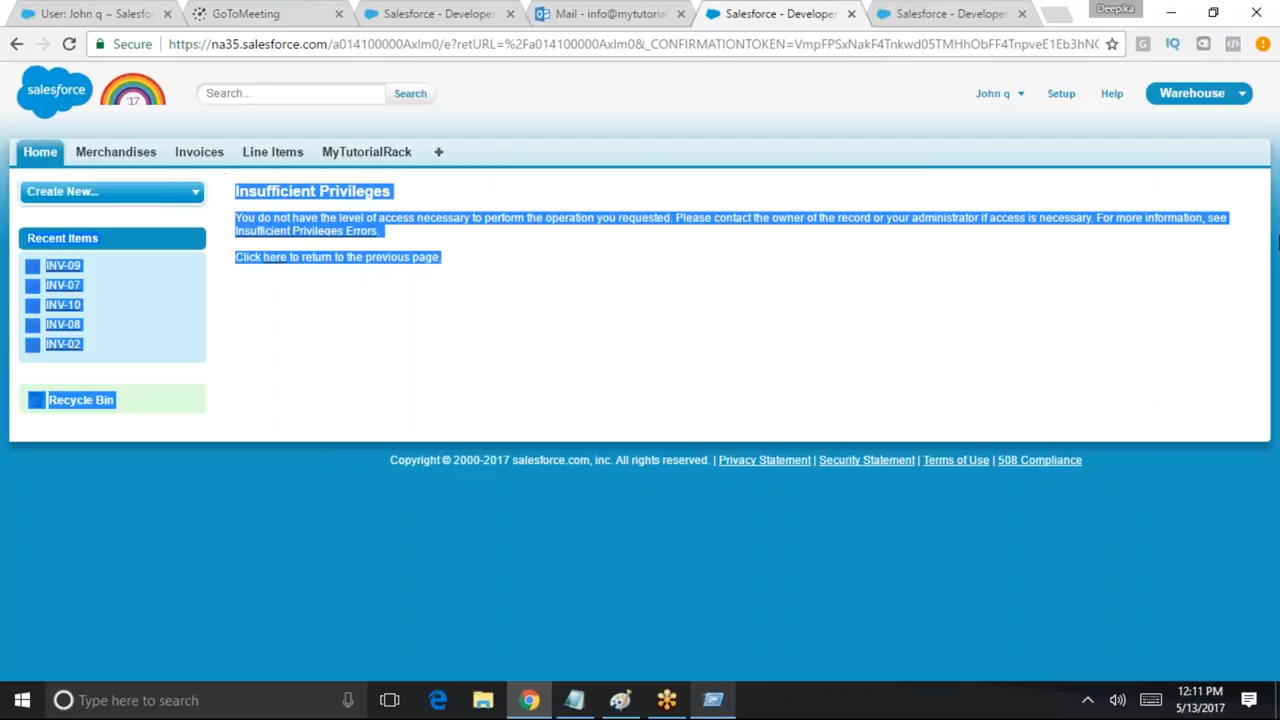 User: John q ~ Salesfo
GoToMeeting
Salesforce - Develope
Mail - info@mytutoria
Salesforce - Develope
Salesforce - Develope
Deepika
Secure
https://na35.salesforce.com/a014100000Axlm0/e?retURL=%2Fa014100000Axlm0&_CONFIRMATIONTOKEN=VmpFPSxNakF4Tnkwd05TMHhObFF4TnpveE1Eb3hNC
G
IQ
salesforce
'17
Search...
Search
John q
Setup
Help
Warehouse
Home
Merchandises
Invoices
Line Items
MyTutorialRack
+
Create New...
Recent Items
INV-09
INV-07
INV-10
INV-08
INV-02
Recycle Bin
Insufficient Privileges
You do not have the level of access necessary to perform the operation you requested. Please contact the owner of the record or your administrator if access is necessary. For more information, see
Insufficient Privileges Errors.
Click here to return to the previous page.
Copyright © 2000-2017 salesforce.com, inc. All rights reserved. | Privacy Statement | Security Statement | Terms of Use | 508 Compliance
Type here to search
12:11 PM
5/13/2017